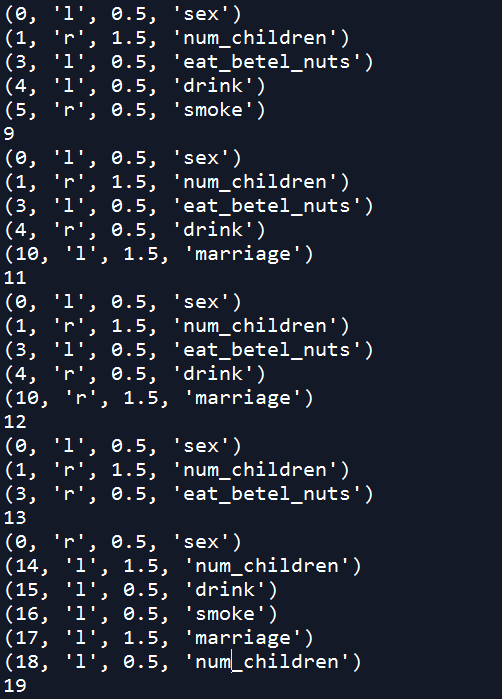 (0, 'l', 0.5, 'sex')
(1, 'r', 1.5, 'num_children')
(3, 'l', 0.5, 'eat_betel_nuts')
(4, 'l', 0.5, 'drink')
(5, 'r', 0.5, 'smoke')
9
(0, 'l', 0.5, 'sex')
(1, 'r', 1.5, 'num_children')
(3, 'l', 0.5, 'eat_betel_nuts')
(4, 'r', 0.5, 'drink')
(10, 'l', 1.5, 'marriage')
11
(0, 'l', 0.5, 'sex')
(1, 'r', 1.5, 'num_children')
(3, 'l', 0.5, 'eat_betel_nuts')
(4, 'r', 0.5, 'drink')
(10, 'r', 1.5, 'marriage')
12
(0, 'l', 0.5, 'sex')
(1, 'r', 1.5, 'num_children')
(3, 'r', 0.5, 'eat_betel_nuts')
13
(0, 'r', 0.5, 'sex')
(14, 'l', 1.5, 'num_children')
(15, 'l', 0.5, 'drink')
(16, 'l', 0.5, 'smoke')
(17, 'l', 1.5, 'marriage')
(18, 'l', 0.5, 'num_children')
19